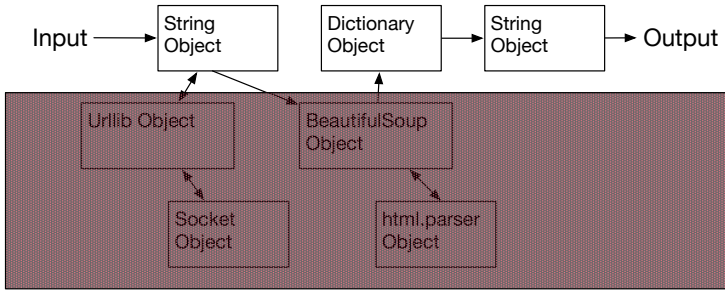 Input
String
Object
Dictionary
Object
String
Object
Output
Urllib Object
BeautifulSoup
Object
Socket
Object
html.parser
Object